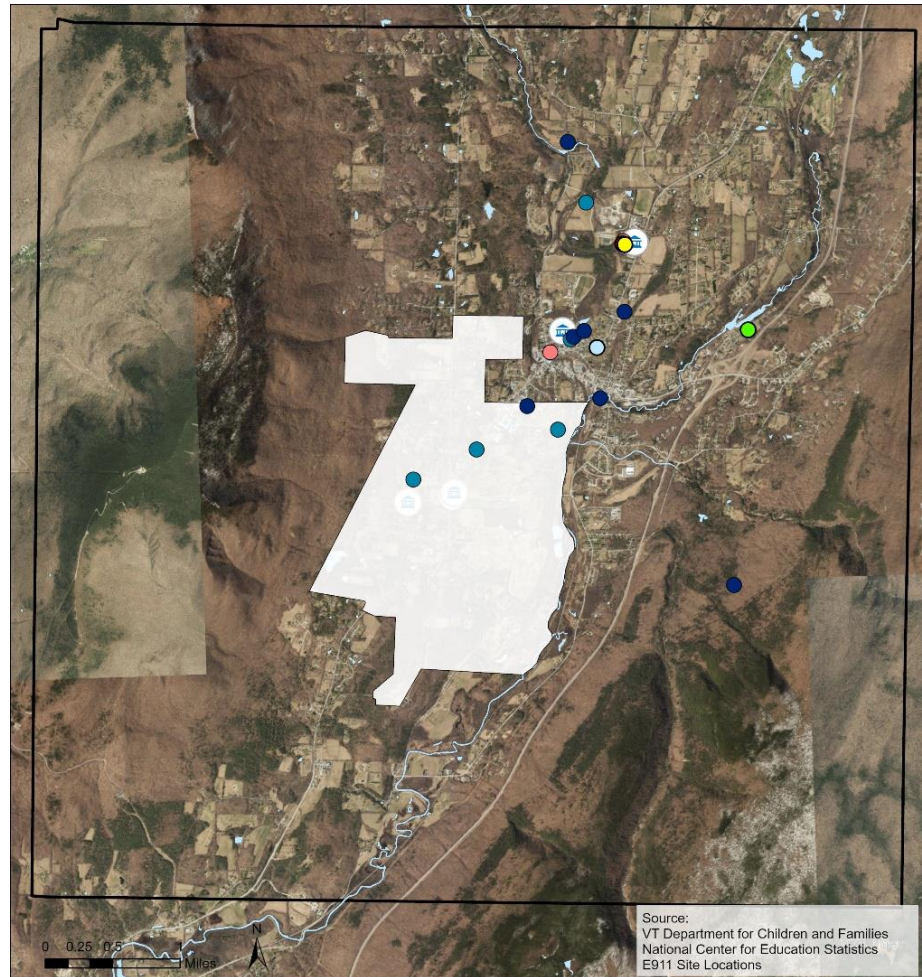 0 0.25 0.5 1
Miles
N
Source:
VT Department for Children and Families
National Center for Education Statistics
E911 Site Locations